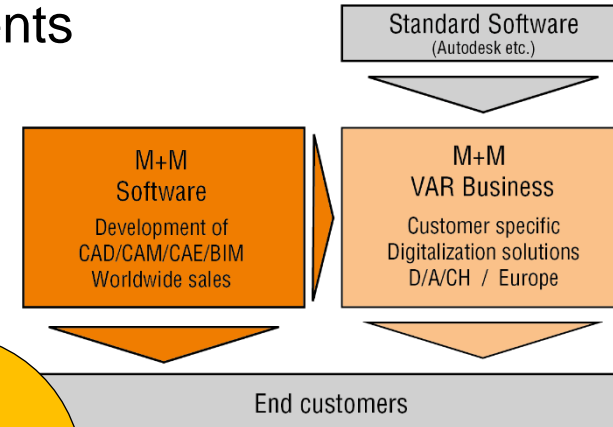 Standard Software
(Autodesk etc.)
M+M
Software
Development of
CAD/CAM/CAE/BIM
Worldwide sales
M+M
VAR Business
Customer specific
Digitalization solutions
D/A/CH / Europe
End customers